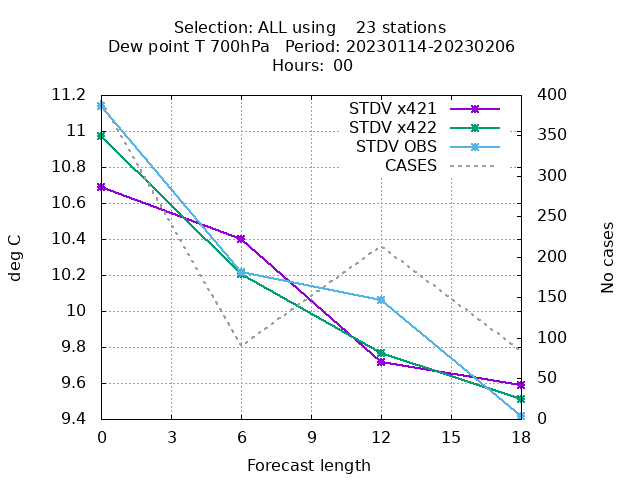 Selection: ALL using    23 stations
Dew point T 700hPa   Period: 20230114-20230206
Hours:  00
STDV x421
STDV x422
STDV OBS
CASES
deg C
11.2
11
10.8
10.6
10.4
10.2
10
9.8
9.6
9.4
400
350
300
250
200
150
100
50
0
No cases
0 3 6 9 12 15 18
Forecast length